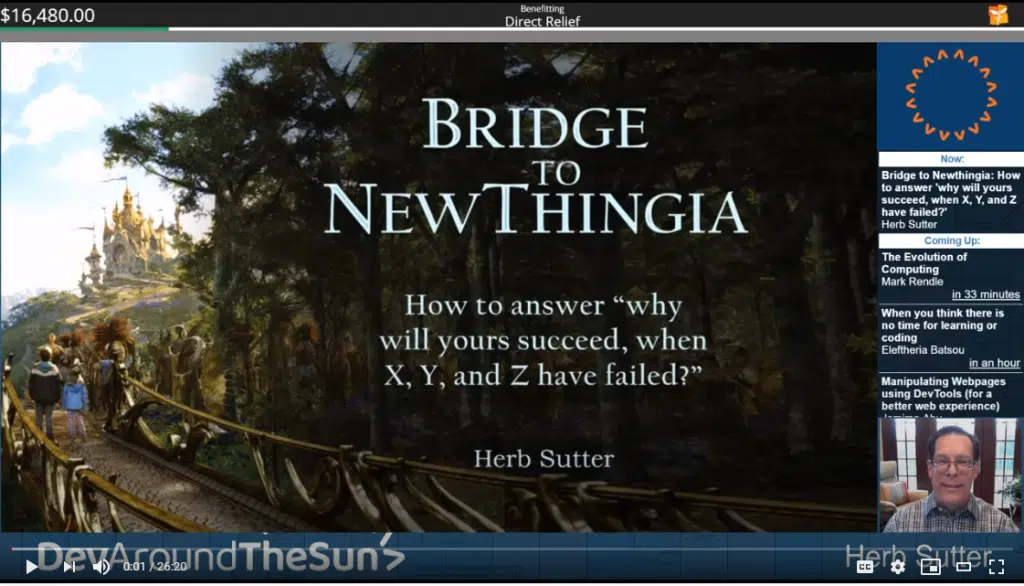 $16,480.00
Benefitting
Direct Relief
BRIDGE
TO
NEWTHINGIA
How to answer “why
will yours succeed, when
X, Y, and Z have failed?”
Herb Sutter
Now:
Bridge to Newthingia: How
to answer 'why will yours
succeed, when X, Y, and Z
have failed?'
Herb Sutter
Coming Up:
The Evolution of
Computing
Mark Rendle
in 33 minutes
When you think there is
no time for learning or
coding
Eleftheria Batsou
in an hour
Manipulating Webpages
using DevTools (for a
better web experience)
DevAroundTheSun
Herb Sutter
0:01 / 26:20
CC